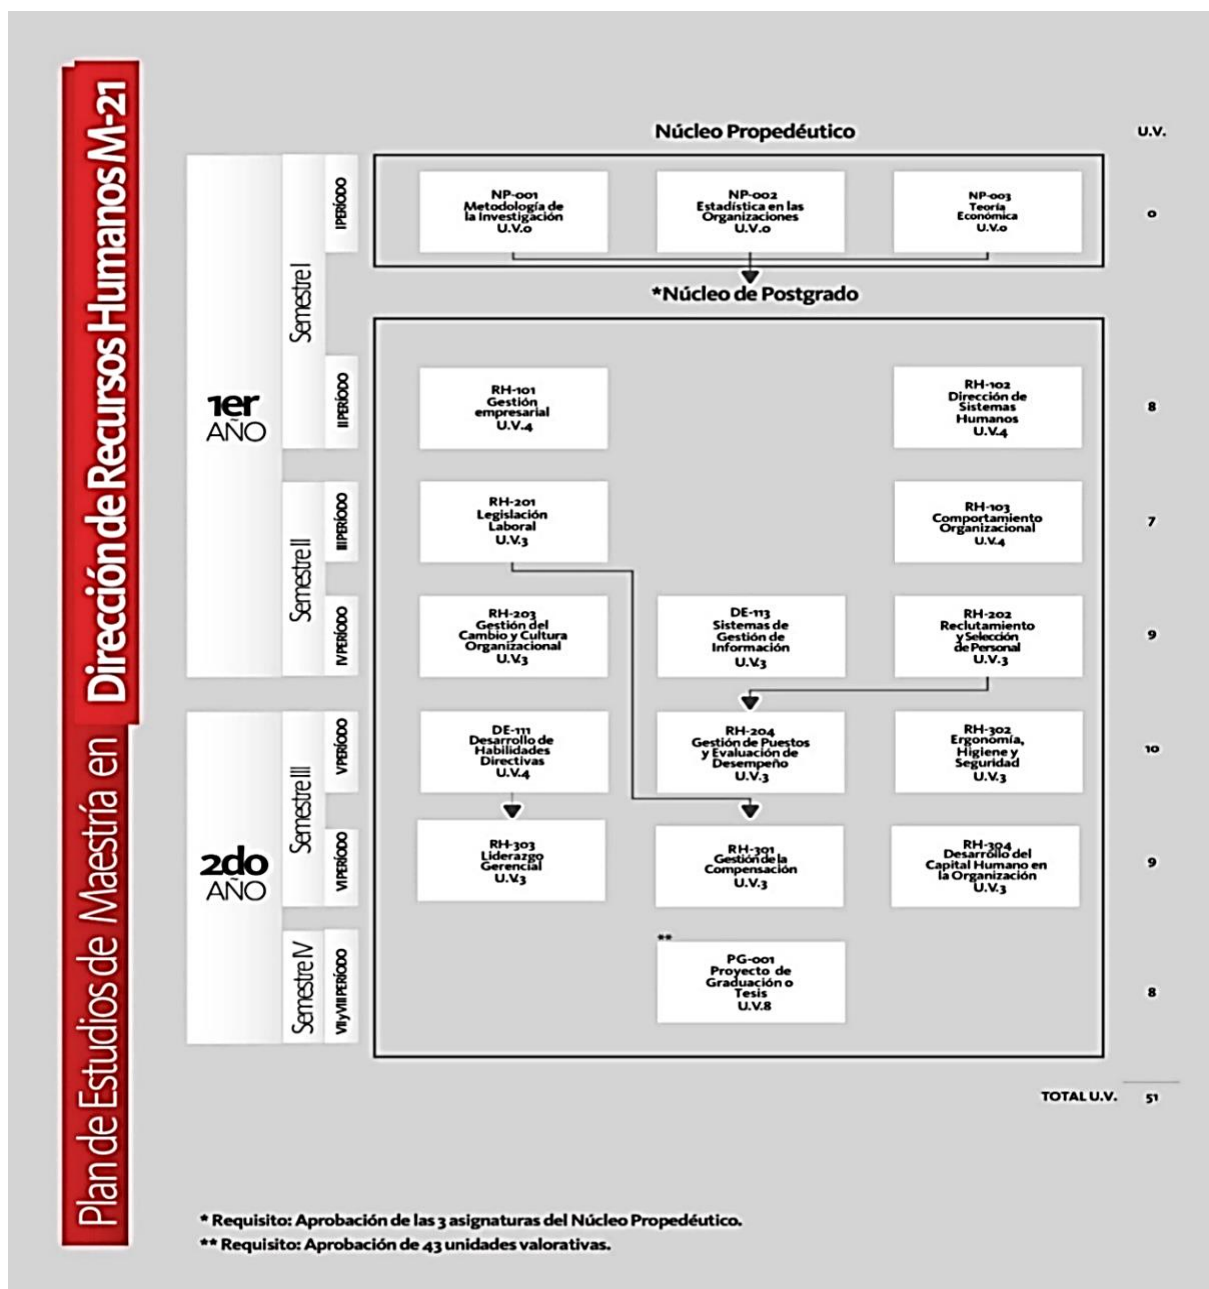 Plan de Estudios de Maestría en Dirección de Recursos Humanos M-21
Núcleo Propedéutico
U.V.
1er
AÑO
Semestre I
I PERÍODO
NP-001
Metodología de
la Investigación
U.V.0
NP-002
Estadística en las
Organizaciones
U.V.0
NP-003
Teoría
Económica
U.V.0
0
*Núcleo de Postgrado
II PERÍODO
RH-101
Gestión
empresarial
U.V.4
RH-102
Dirección de
Sistemas
Humanos
U.V.4
8
Semestre II
III PERÍODO
RH-201
Legislación
Laboral
U.V.3
RH-103
Comportamiento
Organizacional
U.V.4
7
IV PERÍODO
RH-203
Gestión del
Cambio y Cultura
Organizacional
U.V.3
DE-113
Sistemas de
Gestión de
Información
U.V.3
RH-202
Reclutamiento
y Selección
de Personal
U.V.3
9
2do
AÑO
Semestre III
V PERÍODO
DE-111
Desarrollo de
Habilidades
Directivas
U.V.4
RH-204
Gestión de Puestos
y Evaluación de
Desempeño
U.V.3
RH-302
Ergonomía,
Higiene y
Seguridad
U.V.3
10
VI PERÍODO
RH-303
Liderazgo
Gerencial
U.V.3
RH-301
Gestión de la
Compensación
U.V.3
RH-304
Desarrollo del
Capital Humano en
la Organización
U.V.3
9
Semestre IV
VII y VIII PERÍODO
**
PG-001
Proyecto de
Graduación o
Tesis
U.V.8
8
TOTAL U.V. 51
* Requisito: Aprobación de las 3 asignaturas del Núcleo Propedéutico.
** Requisito: Aprobación de 43 unidades valorativas.